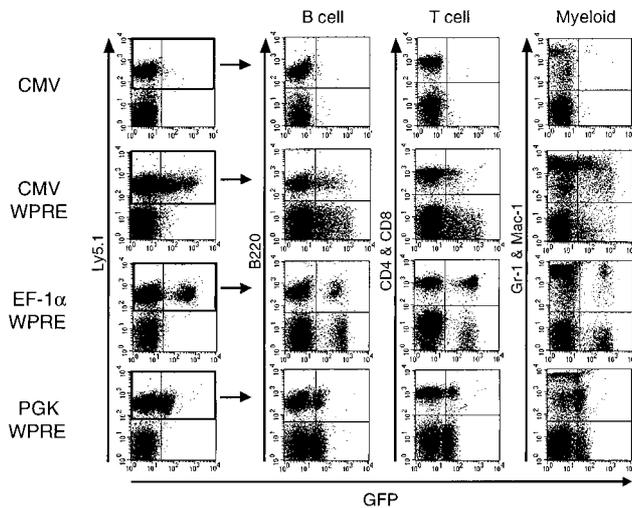 B cell
T cell
Myeloid
CMV
CMV
WPRE
EF-1α
WPRE
PGK
WPRE
Ly5.1
B220
CD4 & CD8
Gr-1 & Mac-1
GFP